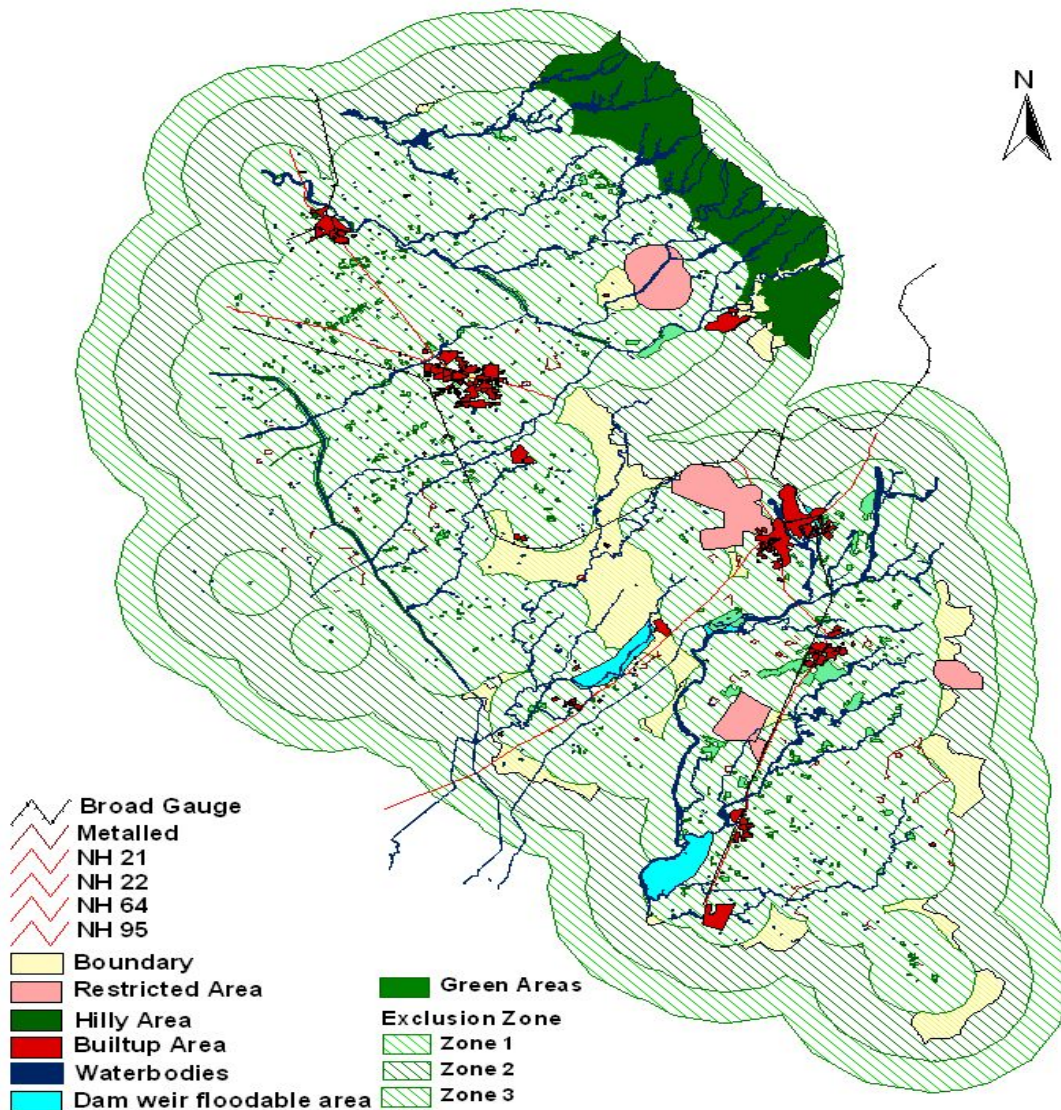 N
Broad Gauge
Metalled
NH 21
NH 22
NH 64
NH 95
Boundary
Restricted Area
Hilly Area
Builtup Area
Waterbodies
Dam weir floodable area
Green Areas
Exclusion Zone
Zone 1
Zone 2
Zone 3